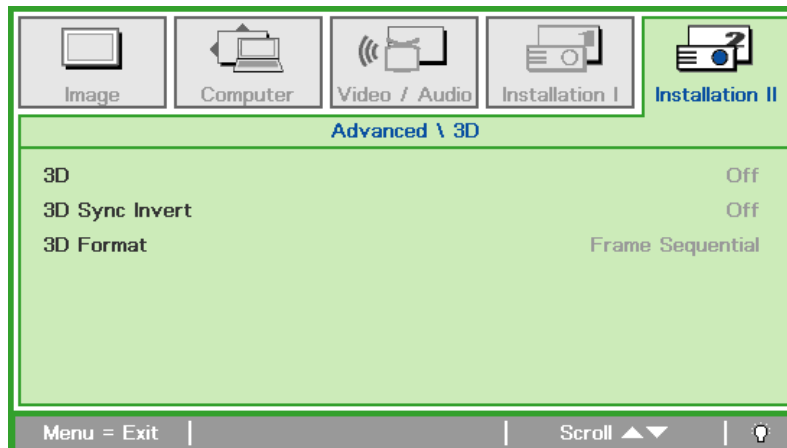 Image
Computer
Video / Audio
Installation I
Installation II
Advanced \ 3D
3D Off
3D Sync Invert Off
3D Format Frame Sequential
Menu = Exit Scroll ▲▼